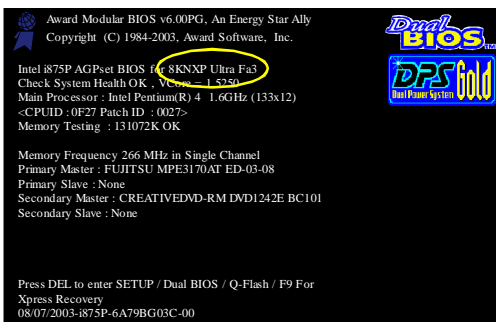 Award Modular BIOS v6.00PG, An Energy Star Ally
Copyright (C) 1984-2003, Award Software, Inc.
Dual
BIOS TM
DPS Gold
Dual Power System
Intel i875P AGPset BIOS for 8KNXP Ultra Fa3
Check System Health OK , VCore = 1.5250
Main Processor : Intel Pentium(R) 4 1.6GHz (133x12)
<CPUID : 0F27 Patch ID : 0027>
Memory Testing : 131072K OK
Memory Frequency 266 MHz in Single Channel
Primary Master : FUJITSU MPE3170AT ED-03-08
Primary Slave : None
Secondary Master : CREATIVEDVD-RM DVD1242E BC101
Secondary Slave : None
Press DEL to enter SETUP / Dual BIOS / Q-Flash / F9 For
Xpress Recovery
08/07/2003-i875P-6A79BG03C-00